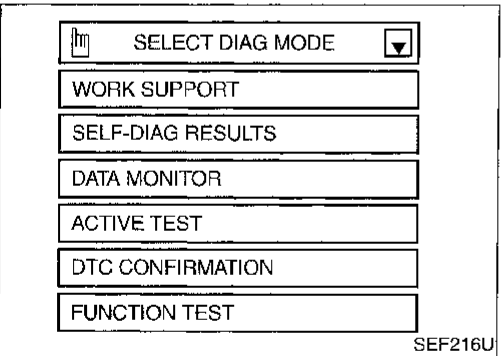 SELECT DIAG MODE
WORK SUPPORT
SELF-DIAG RESULTS
DATA MONITOR
ACTIVE TEST
DTC CONFIRMATION
FUNCTION TEST
SEF216U